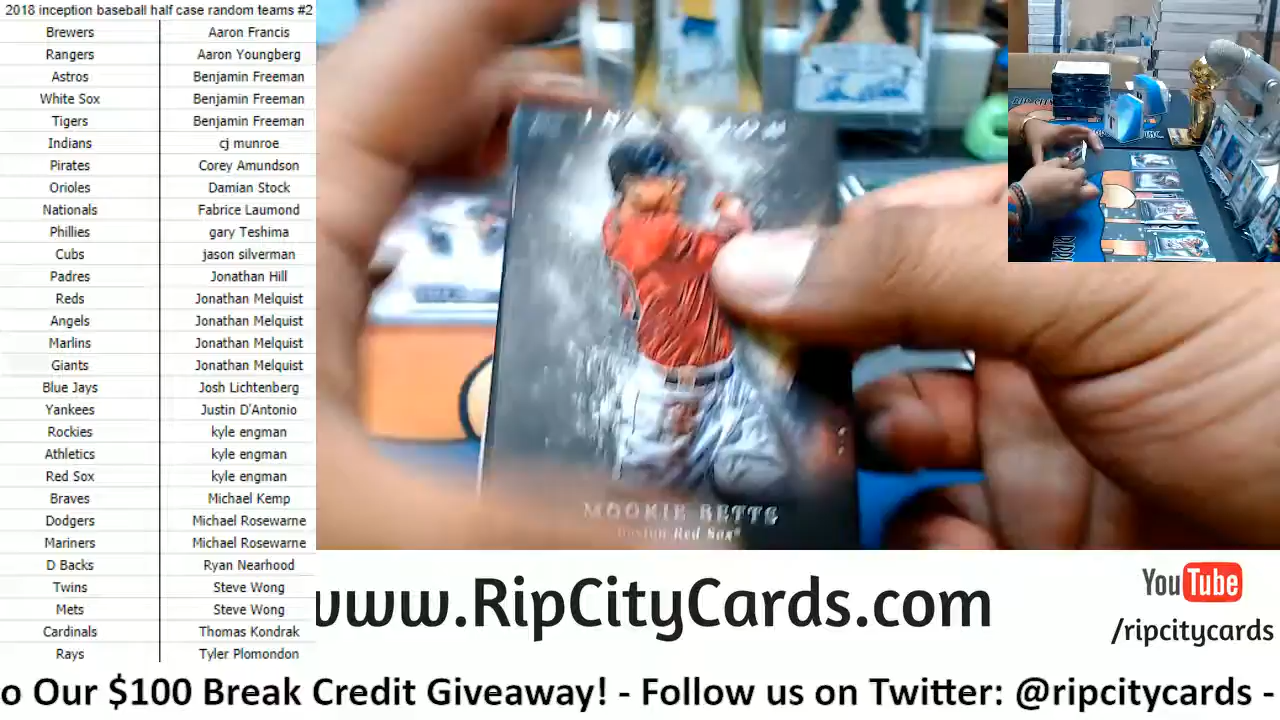 2018 inception baseball half case random teams #2
Brewers Aaron Francis
Rangers Aaron Youngberg
Astros Benjamin Freeman
White Sox Benjamin Freeman
Tigers Benjamin Freeman
Indians cj munroe
Pirates Corey Amundson
Orioles Damian Stock
Nationals Fabrice Laumond
Phillies gary Teshima
Cubs jason silverman
Padres Jonathan Hill
Reds Jonathan Melquist
Angels Jonathan Melquist
Marlins Jonathan Melquist
Giants Jonathan Melquist
Blue Jays Josh Lichtenberg
Yankees Justin D'Antonio
Rockies kyle engman
Athletics kyle engman
Red Sox kyle engman
Braves Michael Kemp
Dodgers Michael Rosewarne
Mariners Michael Rosewarne
D Backs Ryan Nearhood
Twins Steve Wong
Mets Steve Wong
Cardinals Thomas Kondrak
Rays Tyler Plomondon
MOOKIE BETTS
Boston Red Sox
www.RipCityCards.com
YouTube
/ripcitycards
o Our $100 Break Credit Giveaway! - Follow us on Twitter: @ripcitycards -